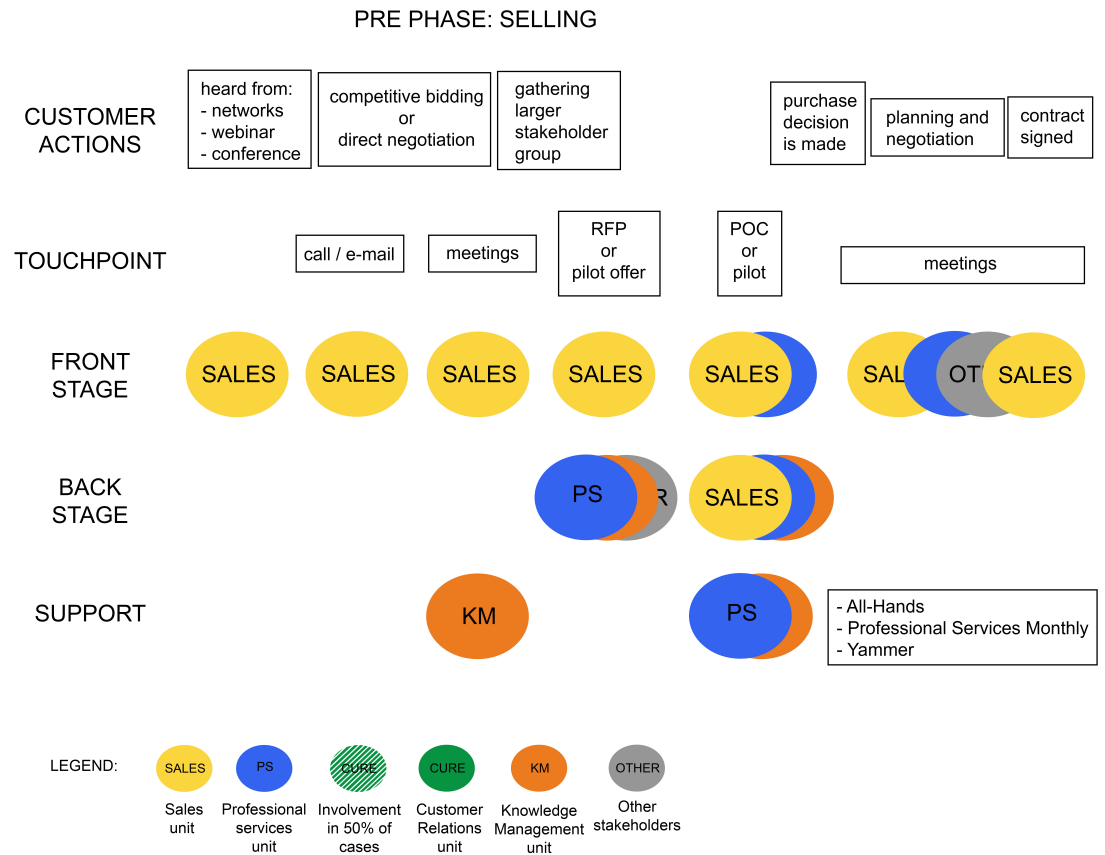 PRE PHASE: SELLING
CUSTOMER
ACTIONS
heard from:
- networks
- webinar
- conference
competitive bidding
or
direct negotiation
gathering
larger
stakeholder
group
purchase
decision
is made
planning and
negotiation
contract
signed
TOUCHPOINT
call / e-mail
meetings
RFP
or
pilot offer
POC
or
pilot
meetings
FRONT
STAGE
SALES
SALES
SALES
SALES
SALES
SAL
OT
SALES
BACK
STAGE
PS
R
SALES
SUPPORT
KM
PS
- All-Hands
- Professional Services Monthly
- Yammer
LEGEND:
SALES
PS
CURE
CURE
KM
OTHER
Sales
unit
Professional
services
unit
Involvement
in 50% of
cases
Customer
Relations
unit
Knowledge
Management
unit
Other
stakeholders